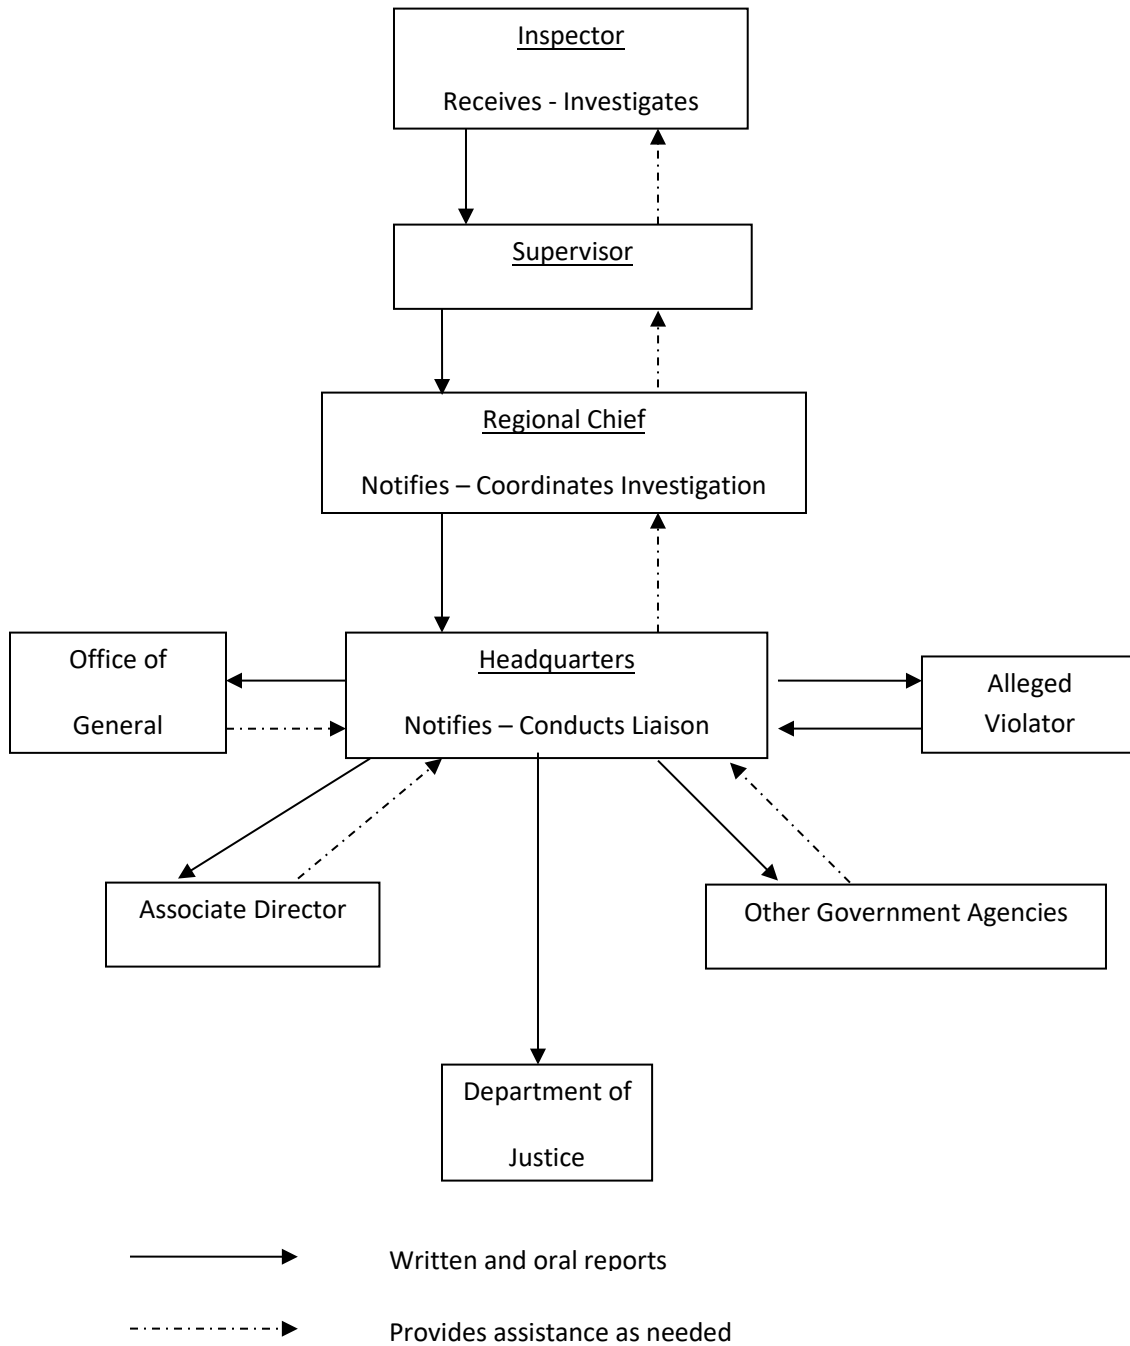 Inspector
Receives - Investigates
Supervisor
Regional Chief
Notifies – Coordinates Investigation
Office of
General
Headquarters
Notifies – Conducts Liaison
Alleged
Violator
Associate Director
Other Government Agencies
Department of
Justice
Written and oral reports
Provides assistance as needed